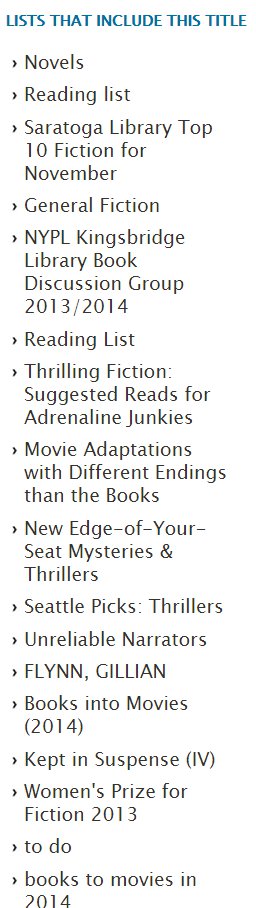 LISTS THAT INCLUDE THIS TITLE
› Novels
› Reading list
› Saratoga Library Top
10 Fiction for
November
› General Fiction
› NYPL Kingsbridge
Library Book
Discussion Group
2013/2014
› Reading List
› Thrilling Fiction:
Suggested Reads for
Adrenaline Junkies
› Movie Adaptations
with Different Endings
than the Books
› New Edge-of-Your-
Seat Mysteries &
Thrillers
› Seattle Picks: Thrillers
› Unreliable Narrators
› FLYNN, GILLIAN
› Books into Movies
(2014)
› Kept in Suspense (IV)
› Women's Prize for
Fiction 2013
› to do
› books to movies in
2014